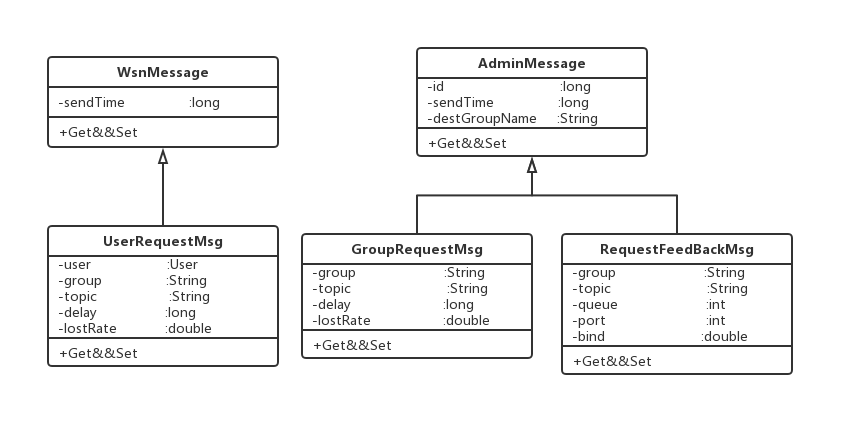 WsnMessage
-sendTime :long
+Get&&Set
AdminMessage
-id :long
-sendTime :long
-destGroupName :String
+Get&&Set
UserRequestMsg
-user :User
-group :String
-topic :String
-delay :long
-lostRate :double
+Get&&Set
GroupRequestMsg
-group :String
-topic :String
-delay :long
-lostRate :double
+Get&&Set
RequestFeedBackMsg
-group :String
-topic :String
-queue :int
-port :int
-bind :double
+Get&&Set